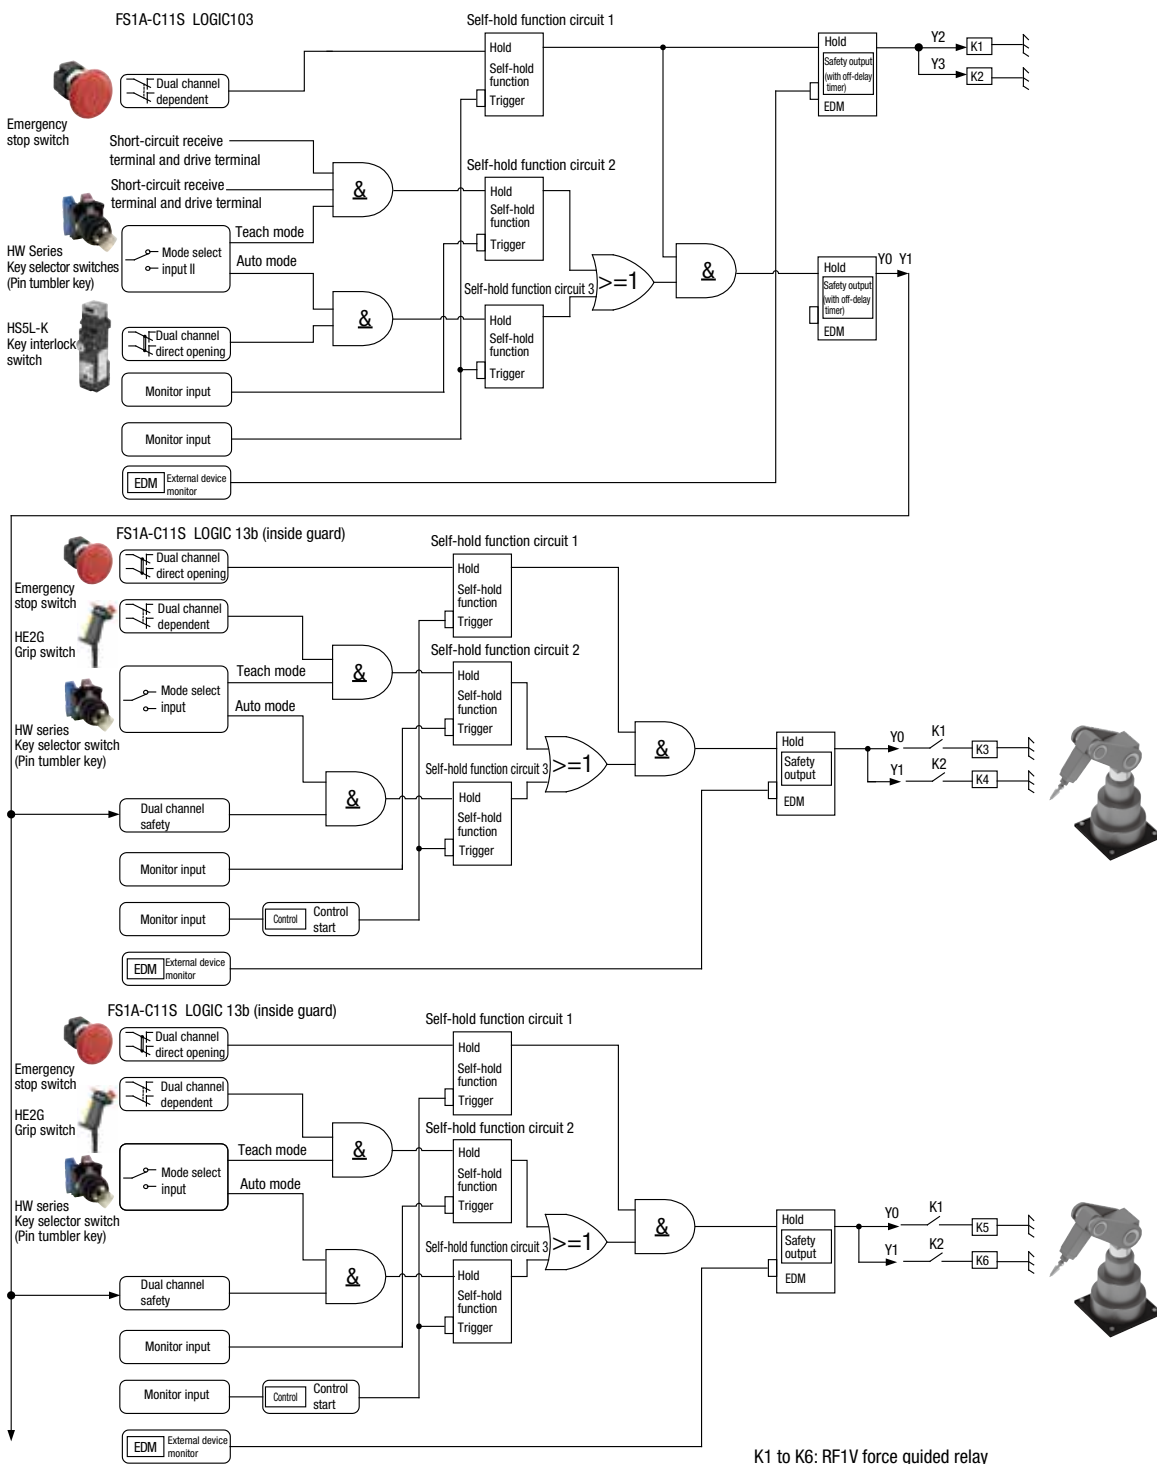 FS1A-C11S LOGIC103
Self-hold function circuit 1
Hold
Self-hold
function
Trigger
Hold
Safety output
(with off-delay
timer)
EDM
Y2
K1
Y3
K2
Dual channel
dependent
Emergency
stop switch
Short-circuit receive
terminal and drive terminal
Short-circuit receive
terminal and drive terminal
&
Self-hold function circuit 2
Hold
Self-hold
function
Trigger
HW Series
Key selector switches
(Pin tumbler key)
Mode select
input II
Teach mode
Auto mode
>=1
&
Hold
Safety output
(with off-delay
timer)
EDM
Y0 Y1
Self-hold function circuit 3
Hold
Self-hold
function
Trigger
&
HS5L-K
Key interlock
switch
Dual channel
direct opening
Monitor input
Monitor input
EDM
External device
monitor
FS1A-C11S LOGIC 13b (inside guard)
Self-hold function circuit 1
Dual channel
direct opening
Hold
Self-hold
function
Trigger
Emergency
stop switch
Dual channel
dependent
HE2G
Grip switch
Self-hold function circuit 2
&
Hold
Self-hold
function
Trigger
Teach mode
Mode select
input
Auto mode
HW series
Key selector switch
(Pin tumbler key)
&
Hold
Safety
output
EDM
Y0
K1
K3
Y1
K2
K4
>=1
Self-hold function circuit 3
Hold
Self-hold
function
Trigger
&
Dual channel
safety
Monitor input
Monitor input
Control
Control
start
EDM
External device
monitor
FS1A-C11S LOGIC 13b (inside guard)
Self-hold function circuit 1
Dual channel
direct opening
Hold
Self-hold
function
Trigger
Emergency
stop switch
Dual channel
dependent
HE2G
Grip switch
Self-hold function circuit 2
&
Hold
Self-hold
function
Trigger
Teach mode
Mode select
input
Auto mode
HW series
Key selector switch
(Pin tumbler key)
&
Hold
Safety
output
EDM
Y0
K1
K5
Y1
K2
K6
>=1
Self-hold function circuit 3
Hold
Self-hold
function
Trigger
&
Dual channel
safety
Monitor input
Monitor input
Control
Control
start
EDM
External device
monitor
K1 to K6: RF1V force guided relay